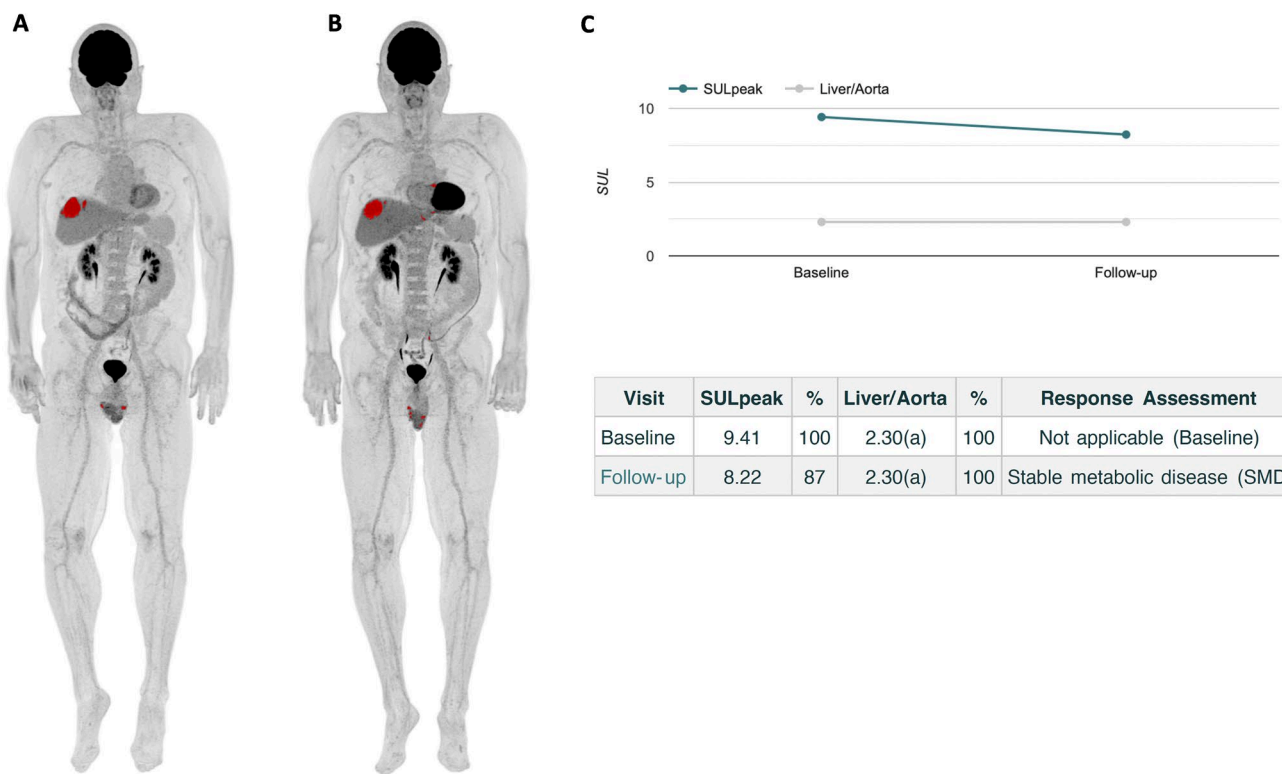 A
B
C
SULpeak Liver/Aorta
10
5
0
SUL
Baseline Follow-up
Visit SULpeak % Liver/Aorta % Response Assessment
Baseline 9.41 100 2.30(a) 100 Not applicable (Baseline)
Follow-up 8.22 87 2.30(a) 100 Stable metabolic disease (SMD